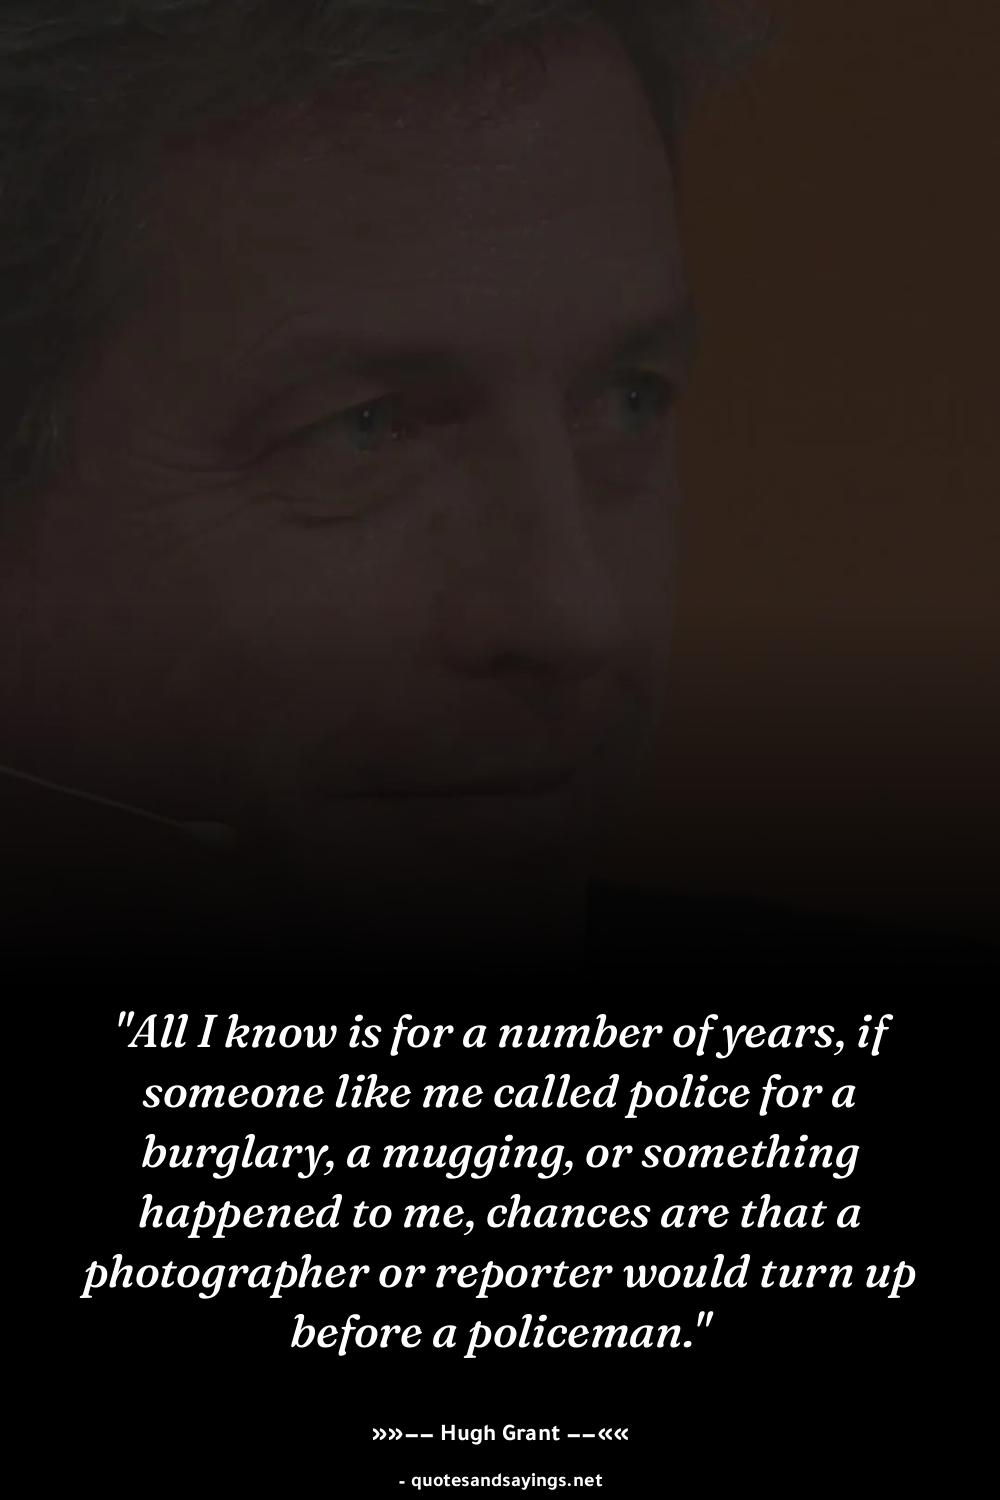 "All I know is for a number of years, if
someone like me called police for a
burglary, a mugging, or something
happened to me, chances are that a
photographer or reporter would turn up
before a policeman."
»»–– Hugh Grant ––««
- quotesandsayings.net